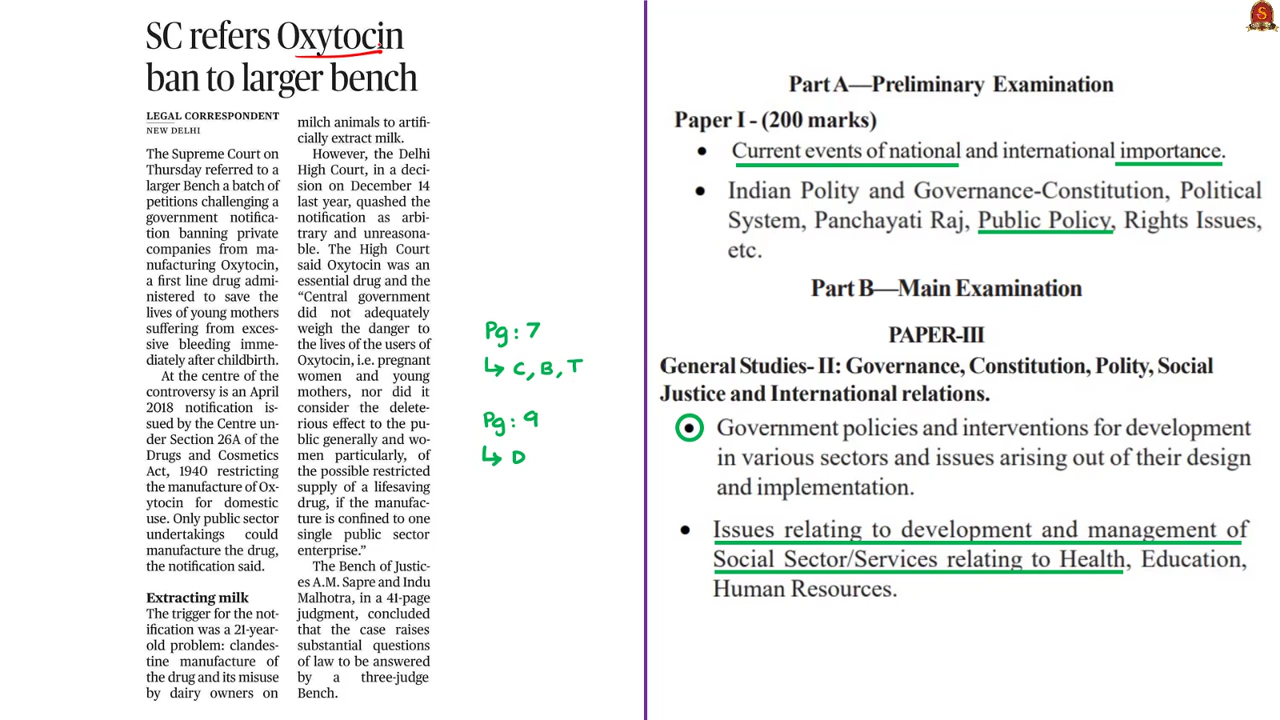 SC refers Oxytocin
ban to larger bench
LEGAL CORRESPONDENT
NEW DELHI
The Supreme Court on
Thursday referred to a
larger Bench a batch of
petitions challenging a
government notifica-
tion banning private
companies from ma-
nufacturing Oxytocin,
a first line drug admi-
nistered to save the
lives of young mothers
suffering from exces-
sive bleeding imme-
diately after childbirth.
At the centre of the
controversy is an April
2018 notification is-
sued by the Centre un-
der Section 26A of the
Drugs and Cosmetics
Act, 1940 restricting
the manufacture of Ox-
ytocin for domestic
use. Only public sector
undertakings could
manufacture the drug,
the notification said.
Extracting milk
The trigger for the not-
ification was a 21-year-
old problem: clandes-
tine manufacture of
the drug and its misuse
by dairy owners on
milch animals to artifi-
cially extract milk.
However, the Delhi
High Court, in a deci-
sion on December 14
last year, quashed the
notification as arbi-
trary and unreasona-
ble. The High Court
said Oxytocin was an
essential drug and the
“Central government
did not adequately
weigh the danger to
the lives of the users of
Oxytocin, i.e. pregnant
women and young
mothers, nor did it
consider the delete-
rious effect to the pu-
blic generally and wo-
men particularly, of
the possible restricted
supply of a lifesaving
drug, if the manufac-
ture is confined to one
single public sector
enterprise.”
The Bench of Justic-
es A.M. Sapre and Indu
Malhotra, in a 41-page
judgment, concluded
that the case raises
substantial questions
of law to be answered
by a three-judge
Bench.
Pg: 7
↳ C, B, T
Pg: 9
↳ D
S
Part A—Preliminary Examination
Paper I - (200 marks)
• Current events of national and international importance.
• Indian Polity and Governance-Constitution, Political
System, Panchayati Raj, Public Policy, Rights Issues,
etc.
Part B—Main Examination
PAPER-III
General Studies- II: Governance, Constitution, Polity, Social
Justice and International relations.
• Government policies and interventions for development
in various sectors and issues arising out of their design
and implementation.
• Issues relating to development and management of
Social Sector/Services relating to Health, Education,
Human Resources.